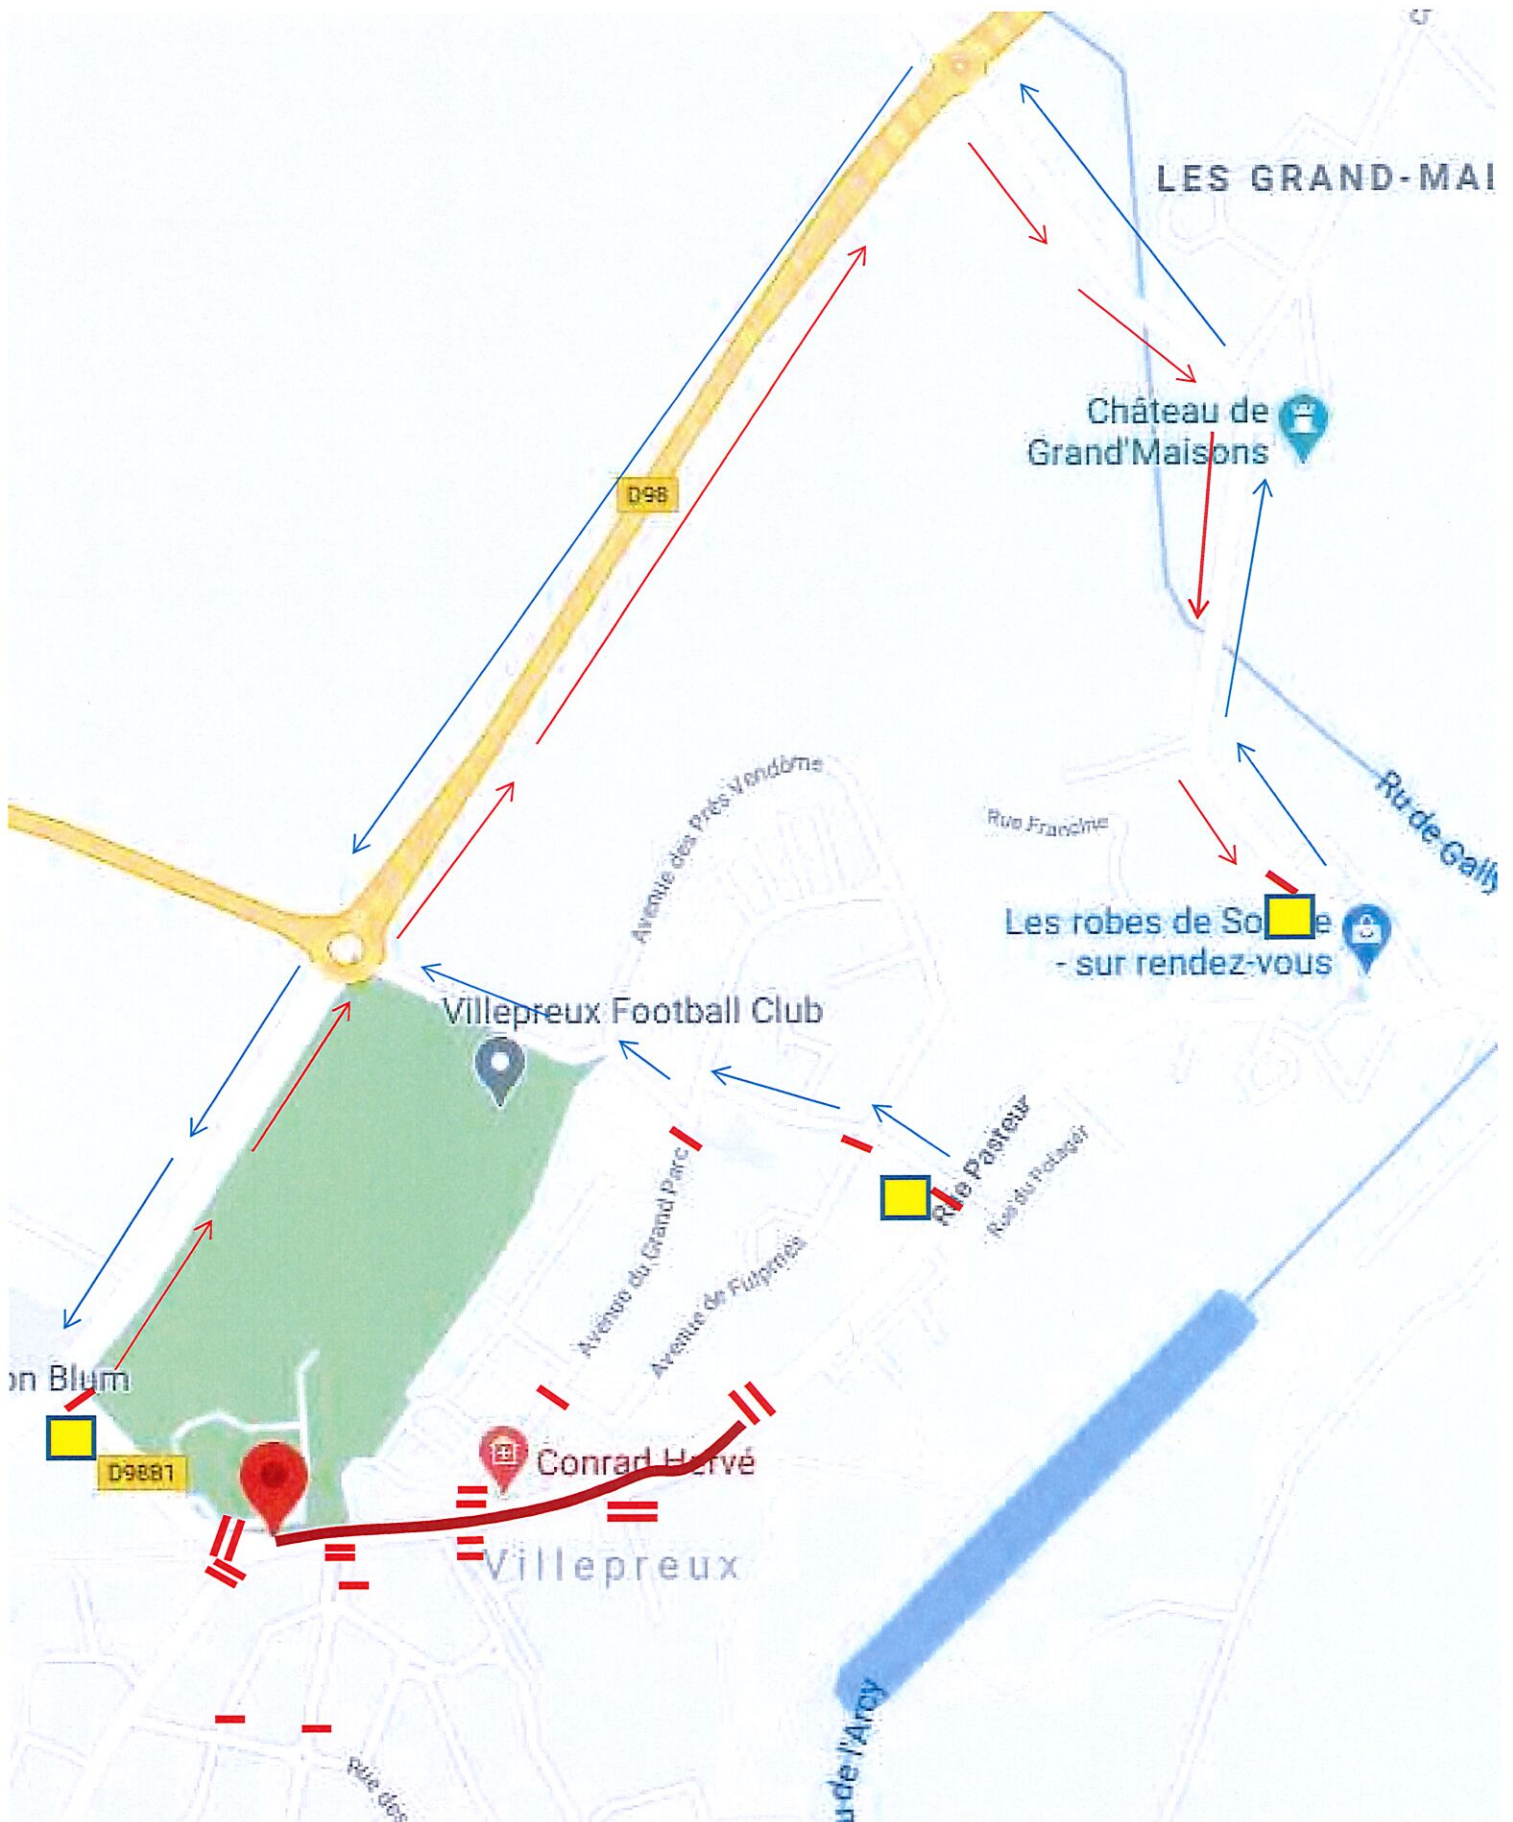 LES GRAND-MAI
Château de
Grand'Maisons
D98
Avenue des Prés Vendôme
Rue Francine
Ru de Gally
Les robes de So e
- sur rendez-vous
Villepreux Football Club
Rue Pasteur
Rue du Potager
Avenue du Grand Parc
Avenue de Fulpmes
on Blum
D98B1
Conrad Hervé
Villepreux
u de l'Arcy
Rue des